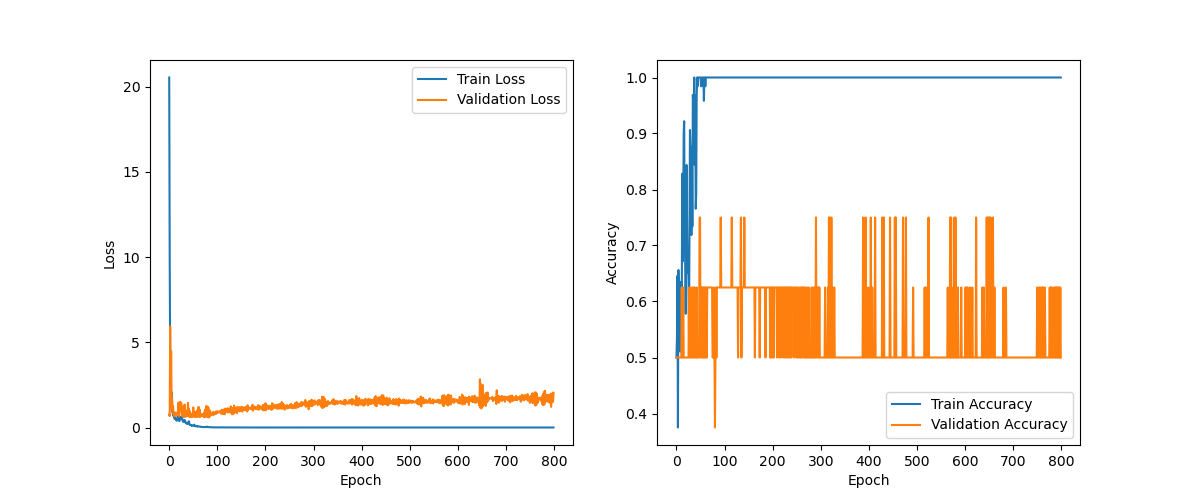 20
15
10
5
0
Loss
0 100 200 300 400 500 600 700 800
Epoch
Train Loss
Validation Loss
1.0
0.9
0.8
0.7
0.6
0.5
0.4
Accuracy
0 100 200 300 400 500 600 700 800
Epoch
Train Accuracy
Validation Accuracy